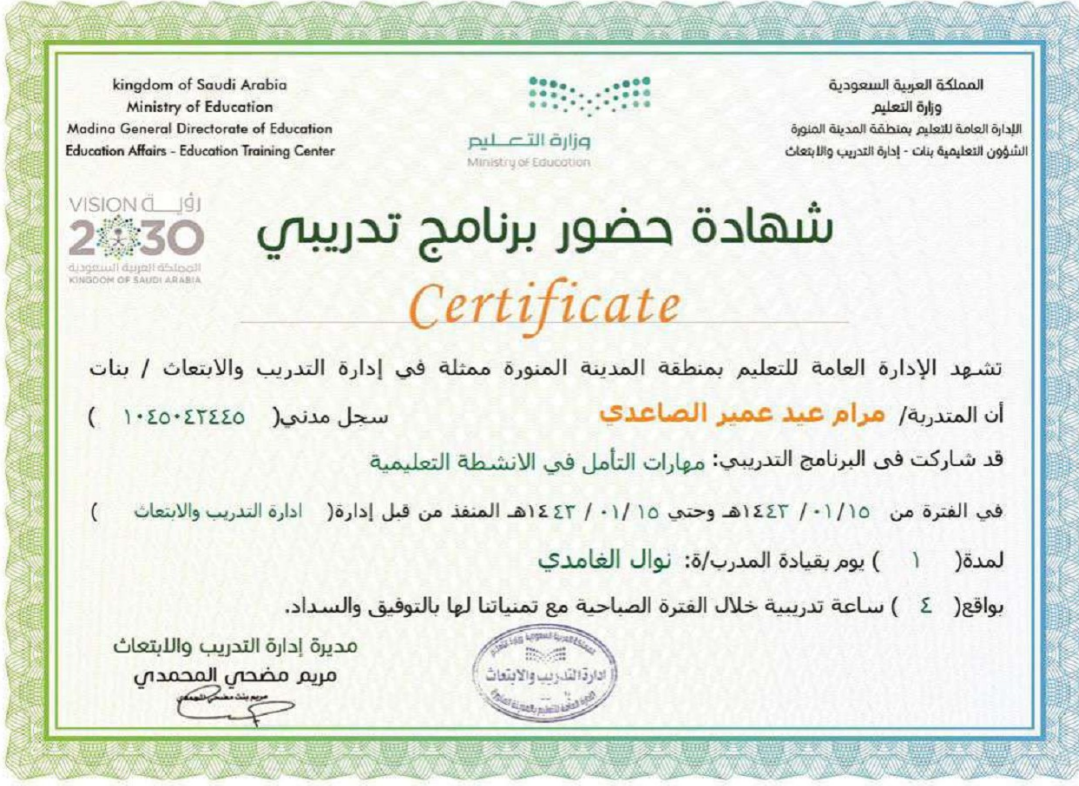 kingdom of Saudi Arabia
Ministry of Education
Madina General Directorate of Education
Education Affairs - Education Training Center
وزارة التعـــليم
Ministry of Education
المملكة العربية السعودية
وزارة التعليم
الإدارة العامة للتعليم بمنطقة المدينة المنورة
الشؤون التعليمية بنات - إدارة التدريب والابتعاث
VISION رؤيـــة
2030
المملكة العربية السعودية
KINGDOM OF SAUDI ARABIA
شهادة حضور برنامج تدريبي
Certificate
تشهد الإدارة العامة للتعليم بمنطقة المدينة المنورة ممثلة في إدارة التدريب والابتعاث / بنات
أن المتدربة/ مرام عيد عمير الصاعدي سجل مدني( ١٠٤٥٠٤٢٤٤٥ )
قد شاركت فى البرنامج التدريبي: مهارات التأمل في الانشطة التعليمية
في الفترة من ٠١/١٥ / ١٤٤٣هـ وحتي ١٥ /٠١ / ١٤٤٣هـ المنفذ من قبل إدارة( ادارة التدريب والابتعاث )
لمدة( ١ ) يوم بقيادة المدرب/ة: نوال الغامدي
بواقع( ٤ ) ساعة تدريبية خلال الفترة الصباحية مع تمنياتنا لها بالتوفيق والسداد.
مديرة إدارة التدريب والابتعاث
مريم مضحي المحمدي
ادارة التدريب والابتعاث